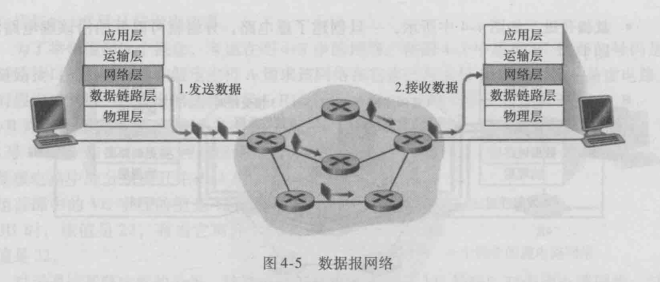 应用层
运输层
网络层
数据链路层
物理层
1.发送数据
2.接收数据
应用层
运输层
网络层
数据链路层
物理层
图4-5 数据报网络